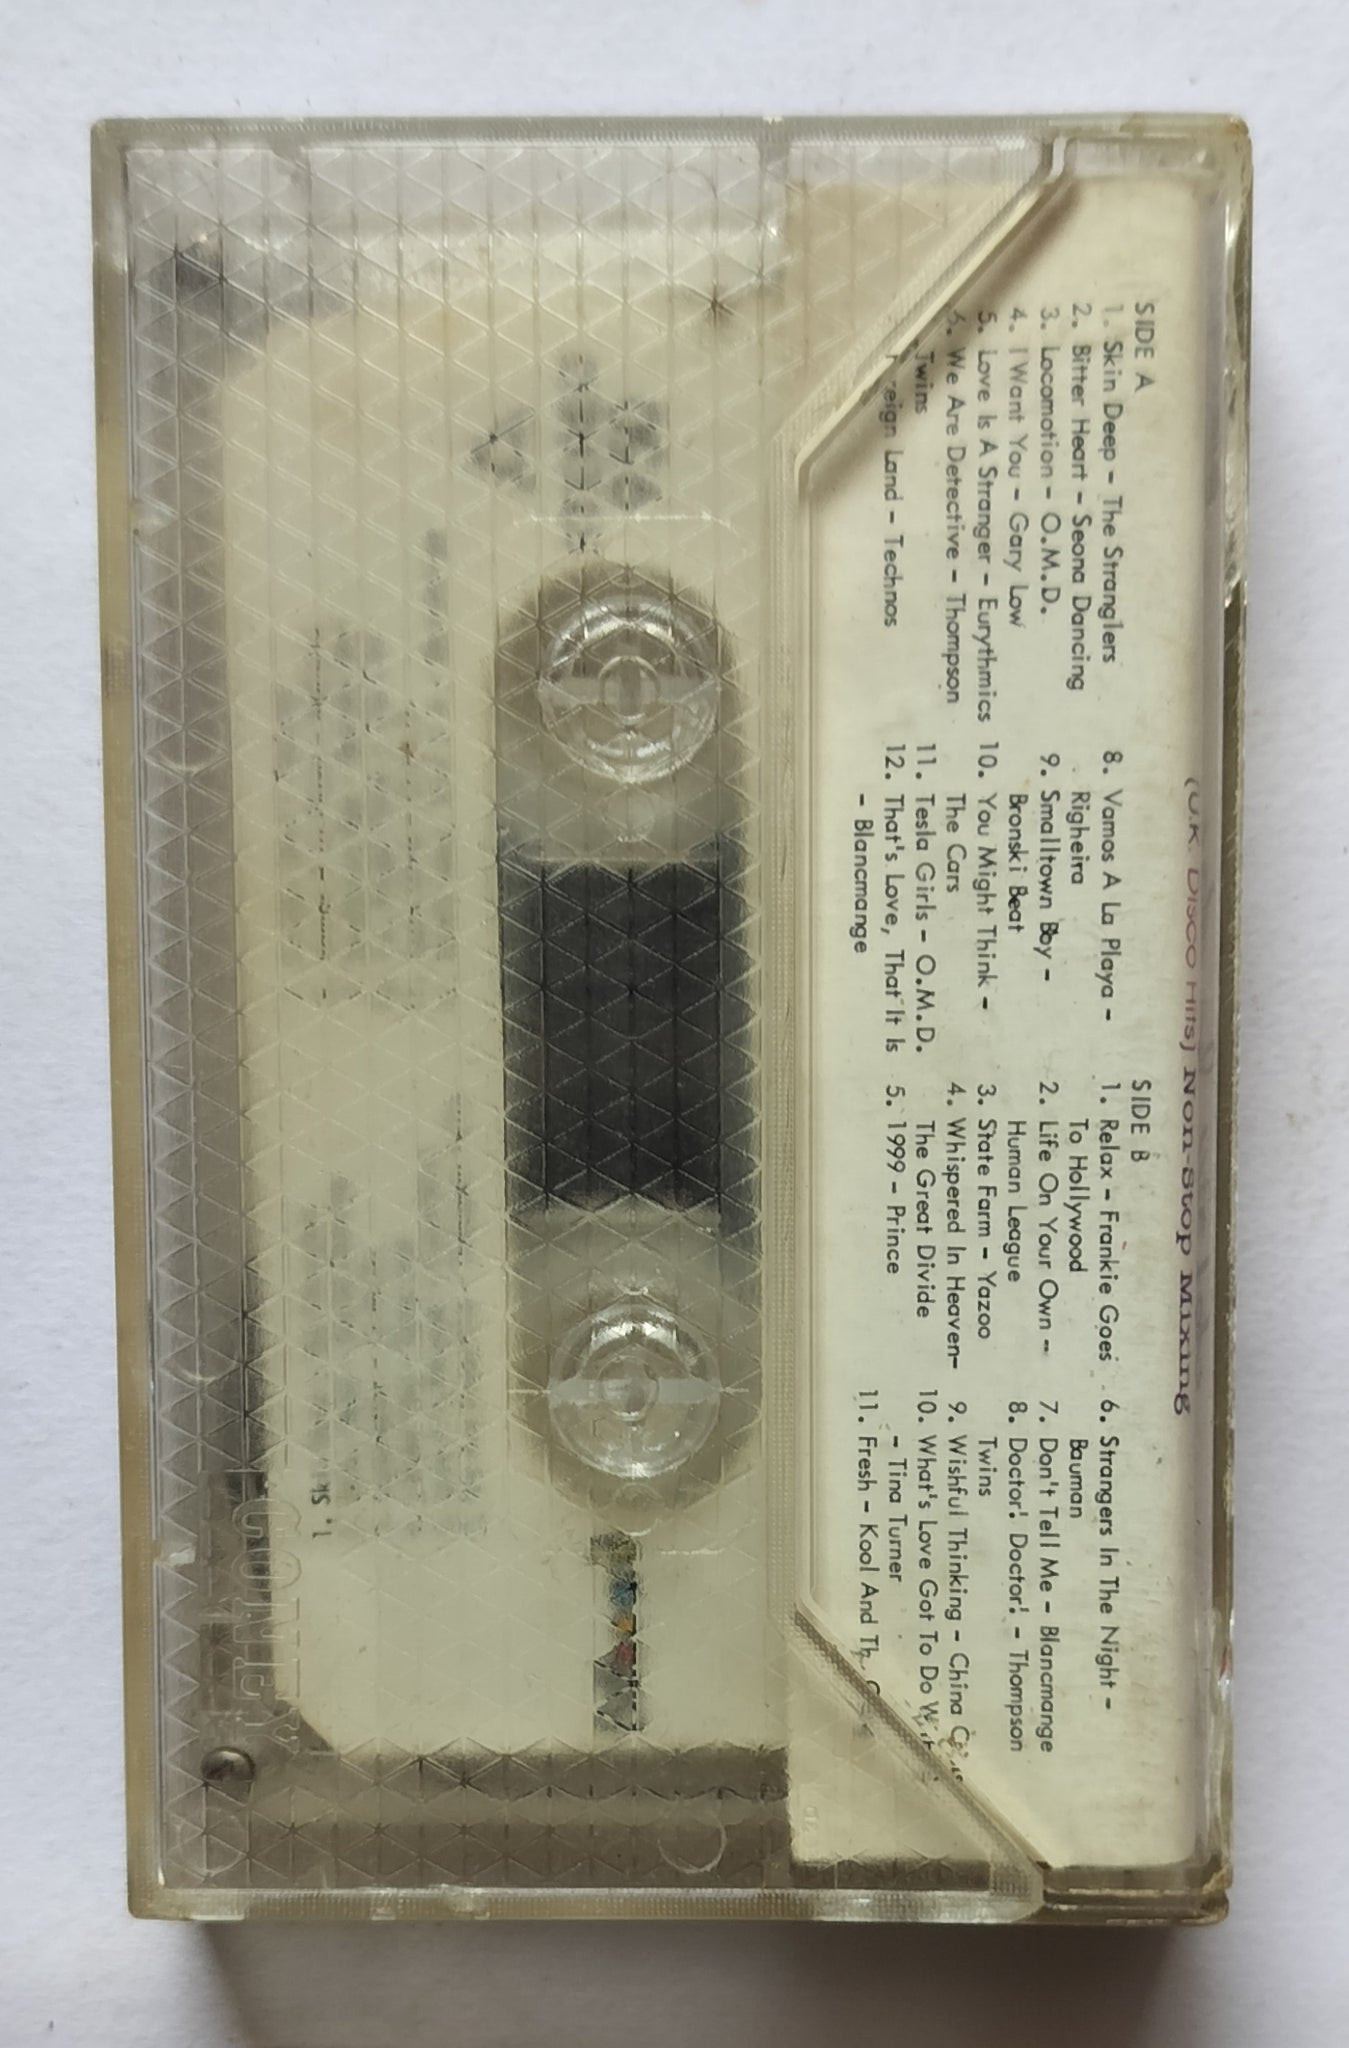 (U.K. Disco Hits) Non-Stop Mixing
SIDE A
1. Skin Deep - The Stranglers
2. Bitter Heart - Seona Dancing
3. Locomotion - O.M.D.
4. I Want You - Gary Low
5. Love Is A Stranger - Eurythmics
6. We Are Detective - Thompson
Twins
Land - Technos
8. Vamos A La Playa -
Righeira
9. Smalltown Boy -
Bronski Beat
10. You Might Think -
The Cars
11. Tesla Girls - O.M.D.
12. That's Love, That It Is
- Blancmange
SIDE B
1. Relax - Frankie Goes
To Hollywood
2. Life On Your Own -
Human League
3. State Farm - Yazoo
4. Whispered In Heaven-
The Great Divide
5. 1999 - Prince
6. Strangers In The Night -
Bauman
7. Don't Tell Me - Blancmange
8. Doctor! Doctor! - Thompson
Twins
9. Wishful Thinking - China
10. What's Love Got To Do With
- Tina Turner
11. Fresh - Kool And
CONEY